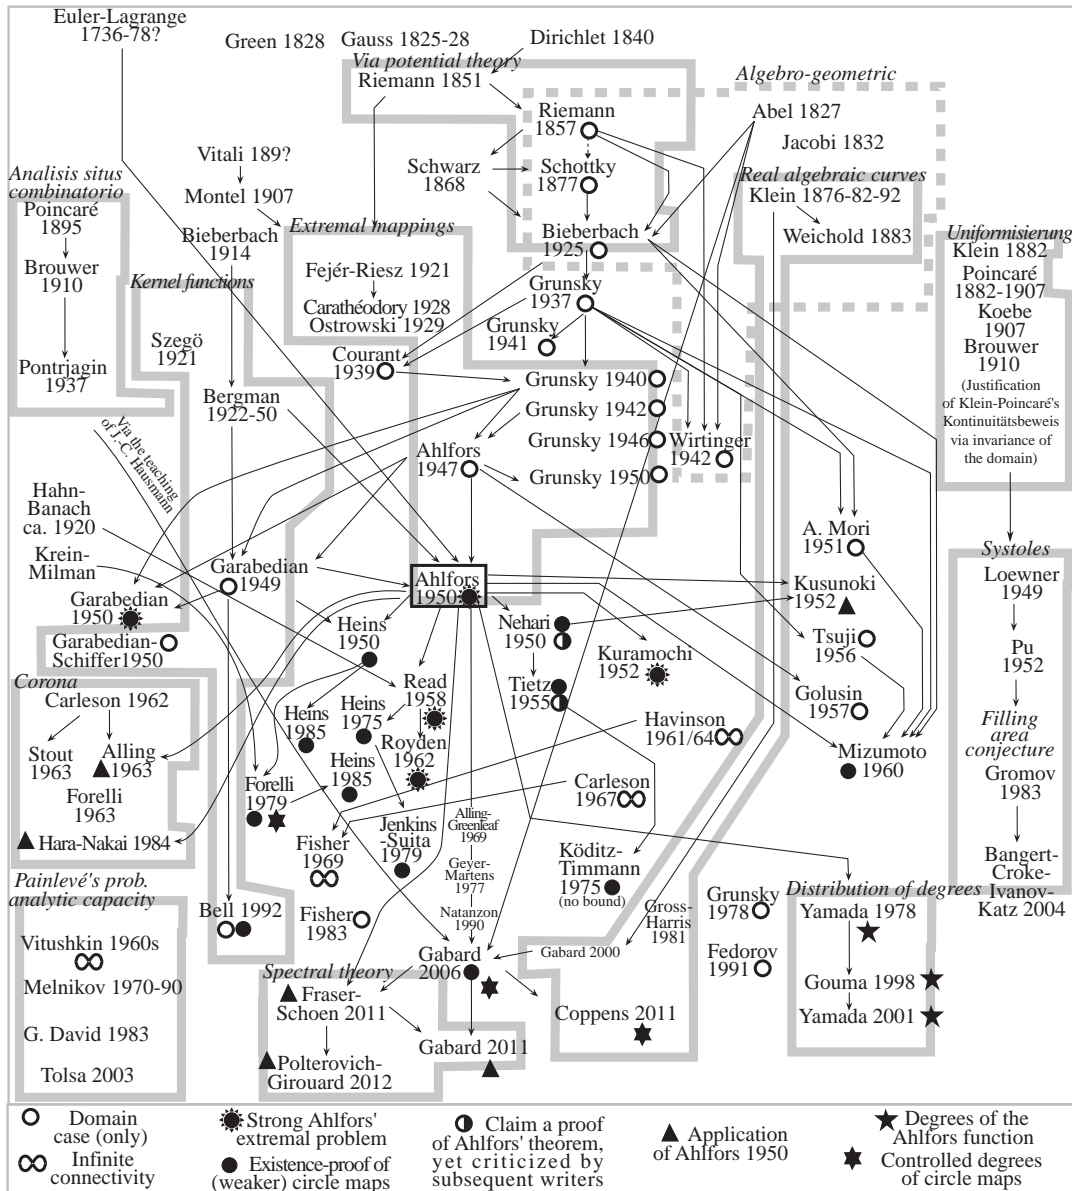 Euler-Lagrange
1736-78?
Green 1828
Gauss 1825-28
Dirichlet 1840
Via potential theory
Riemann 1851
Algebro-geometric
Riemann
1857
Abel 1827
Jacobi 1832
Vitali 189?
Montel 1907
Schwarz
1868
Schottky
1877
Real algebraic curves
Klein 1876-82-92
Weichold 1883
Analisis situs
combinatorio
Poincaré
1895
Brouwer
1910
Pontrjagin
1937
Bieberbach
1914
Extremal mappings
Bieberbach
1925
Uniformisierung
Klein 1882
Poincaré
1882-1907
Koebe
1907
Brouwer
1910
(Justification
of Klein-Poincaré's
Kontinuitätsbeweis
via invariance of
the domain)
Kernel functions
Fejér-Riesz 1921
Carathéodory 1928
Ostrowski 1929
Grunsky
1937
Grunsky
1941
Szegö
1921
Courant
1939
Grunsky 1940
Grunsky 1942
Grunsky 1946
Grunsky 1950
Wirtinger
1942
Bergman
1922-50
Via the teaching
of J.-C. Hausmann
Ahlfors
1947
Hahn-
Banach
ca. 1920
Krein-
Milman
Garabedian
1949
Garabedian
1950
Garabedian-
Schiffer1950
Ahlfors
1950
A. Mori
1951
Kusunoki
1952
Systoles
Loewner
1949
Pu
1952
Filling
area
conjecture
Gromov
1983
Bangert-
Croke-
Ivanov-
Katz 2004
Heins
1950
Nehari
1950
Kuramochi
1952
Tsuji
1956
Golusin
1957
Mizumoto
1960
Corona
Carleson 1962
Stout
1963
Alling
1963
Forelli
1963
Hara-Nakai 1984
Heins
1985
Heins
1975
Read
1958
Royden
1962
Tietz
1955
Havinson
1961/64
Heins
1985
Forelli
1979
Carleson
1967
Fisher
1969
Jenkins
-Suita
1979
Alling-
Greenleaf
1969
Geyer-
Martens
1977
Natanzon
1990
Köditz-
Timmann
1975
(no bound)
Gross-
Harris
1981
Grunsky
1978
Fedorov
1991
Distribution of degrees
Yamada 1978
Gouma 1998
Yamada 2001
Painlevé's prob.
analytic capacity
Vitushkin 1960s
Melnikov 1970-90
G. David 1983
Tolsa 2003
Bell 1992
Fisher
1983
Gabard
2006
Gabard 2000
Spectral theory
Fraser-
Schoen 2011
Polterovich-
Girouard 2012
Gabard 2011
Coppens 2011
Domain
case (only)
Infinite
connectivity
Strong Ahlfors'
extremal problem
Existence-proof of
(weaker) circle maps
Claim a proof
of Ahlfors' theorem,
yet criticized by
subsequent writers
Application
of Ahlfors 1950
Degrees of the
Ahlfors function
Controlled degrees
of circle maps